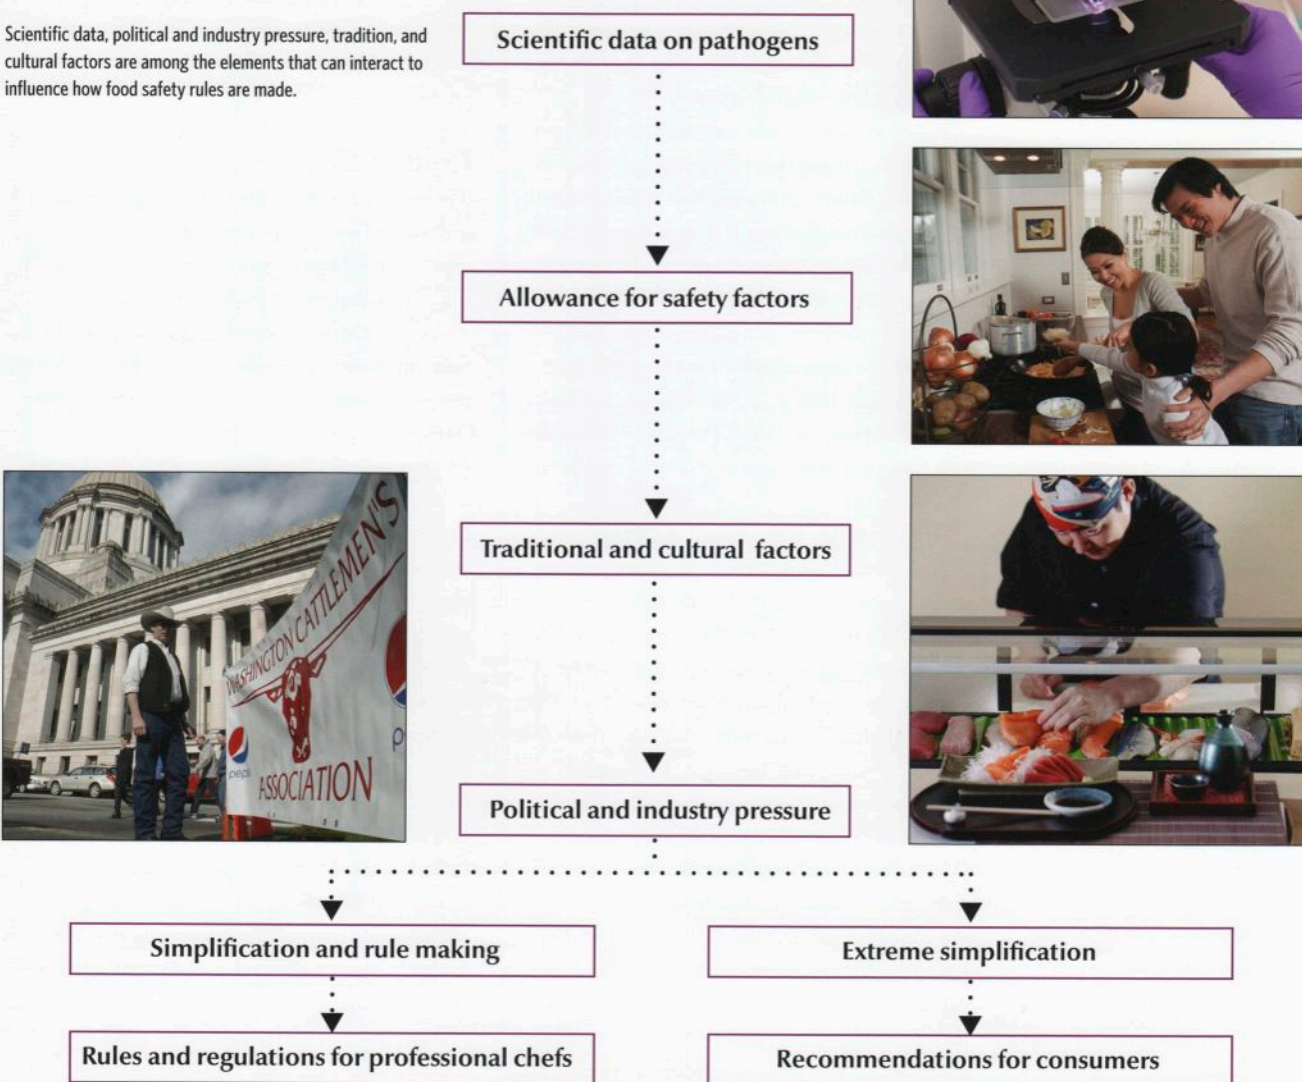 Scientific data, political and industry pressure, tradition, and
cultural factors are among the elements that can interact to
influence how food safety rules are made.
Scientific data on pathogens
Allowance for safety factors
Traditional and cultural factors
WASHINGTON CATTLEMEN'S
ASSOCIATION
pepsi
p
Political and industry pressure
Simplification and rule making
Extreme simplification
Rules and regulations for professional chefs
Recommendations for consumers